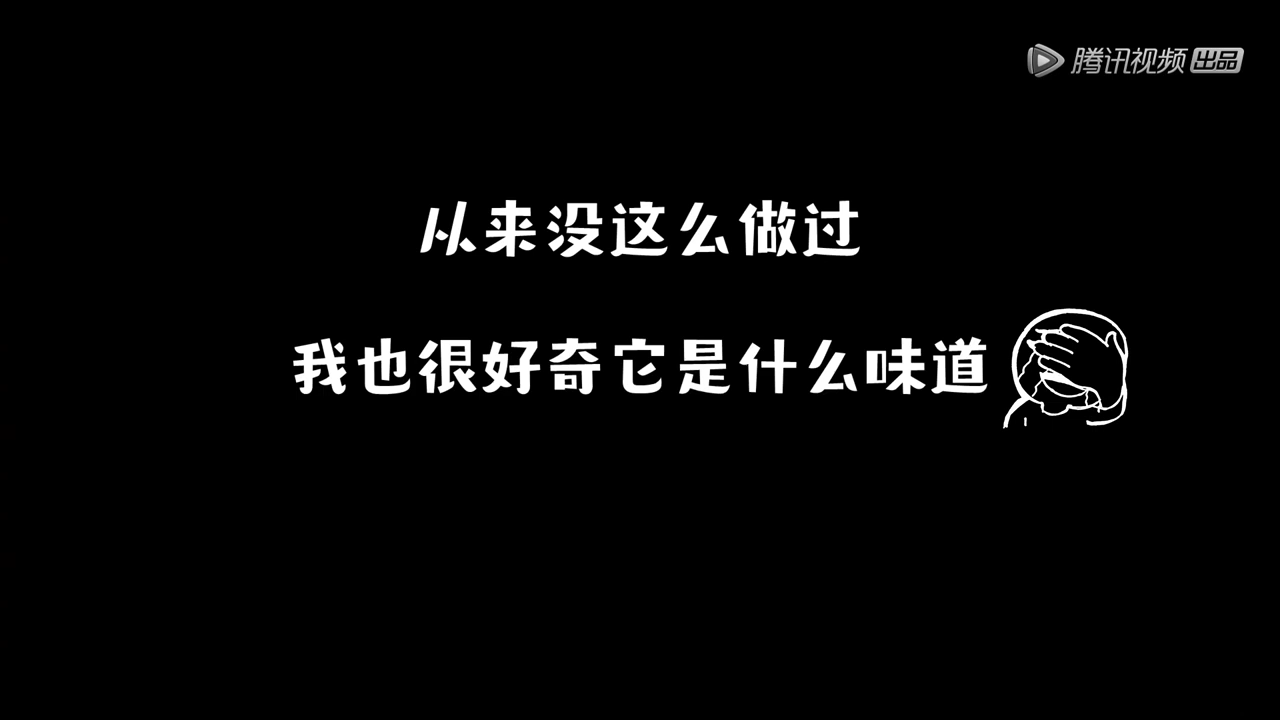 腾讯视频 出品
从来没这么做过
我也很好奇它是什么味道